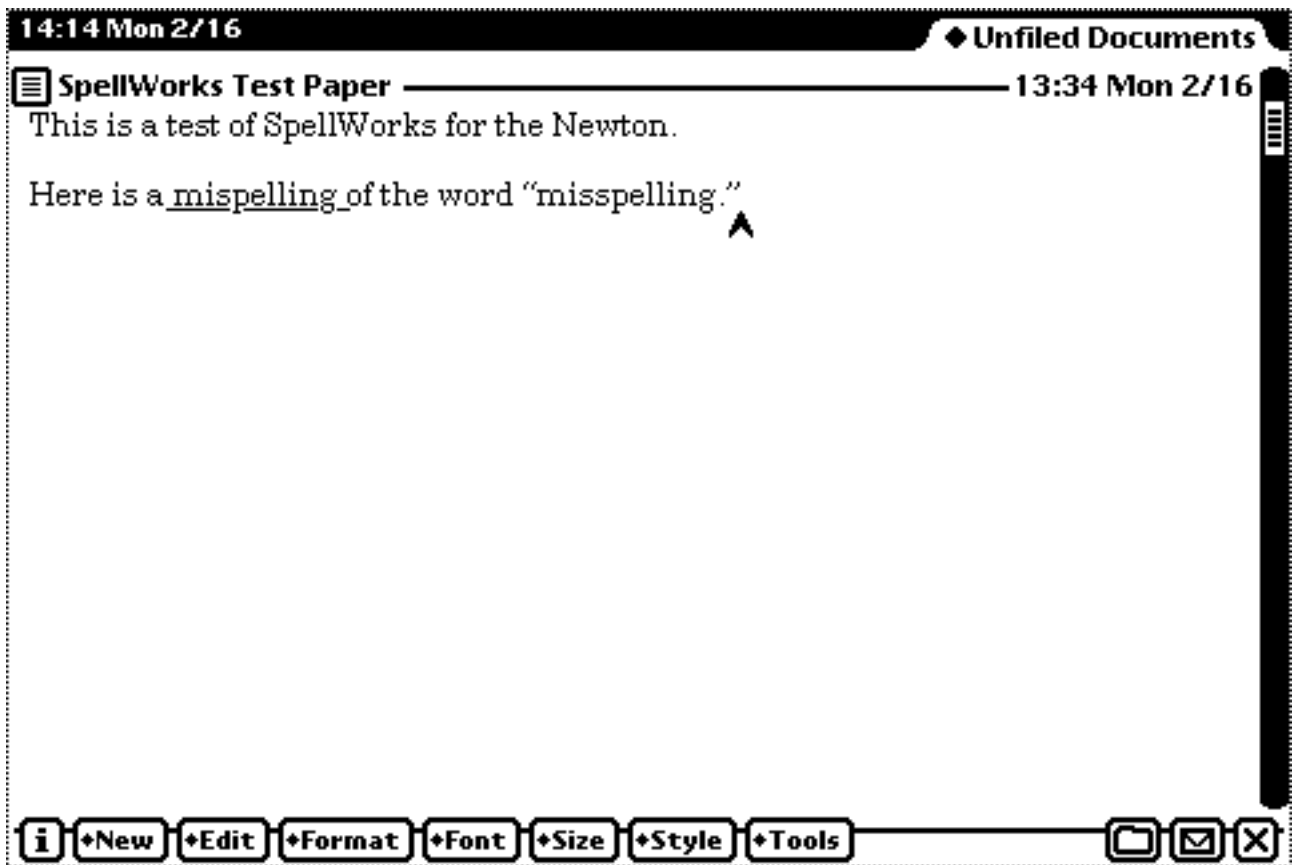 14:14 Mon 2/16
◆ Unfiled Documents
SpellWorks Test Paper 13:34 Mon 2/16
This is a test of SpellWorks for the Newton.
Here is a mispelling of the word “misspelling.”
i ◆New ◆Edit ◆Format ◆Font ◆Size ◆Style ◆Tools X